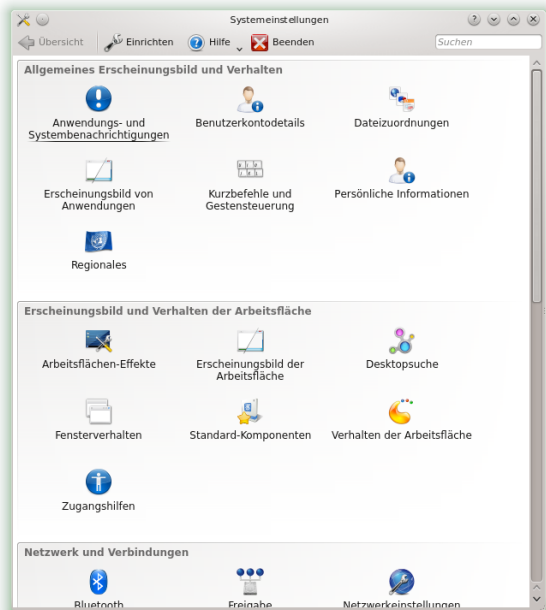 Systemeinstellungen
Übersicht Einrichten Hilfe Beenden Suchen
Allgemeines Erscheinungsbild und Verhalten
Anwendungs- und
Systembenachrichtigungen
Benutzerkontodetails
Dateizuordnungen
Erscheinungsbild von
Anwendungen
Kurzbefehle und
Gestensteuerung
Persönliche Informationen
Regionales
Erscheinungsbild und Verhalten der Arbeitsfläche
Arbeitsflächen-Effekte
Erscheinungsbild der
Arbeitsfläche
Desktopsuche
Fensterverhalten
Standard-Komponenten
Verhalten der Arbeitsfläche
Zugangshilfen
Netzwerk und Verbindungen
Bluetooth
Freigabe
Netzwerkeinstellungen